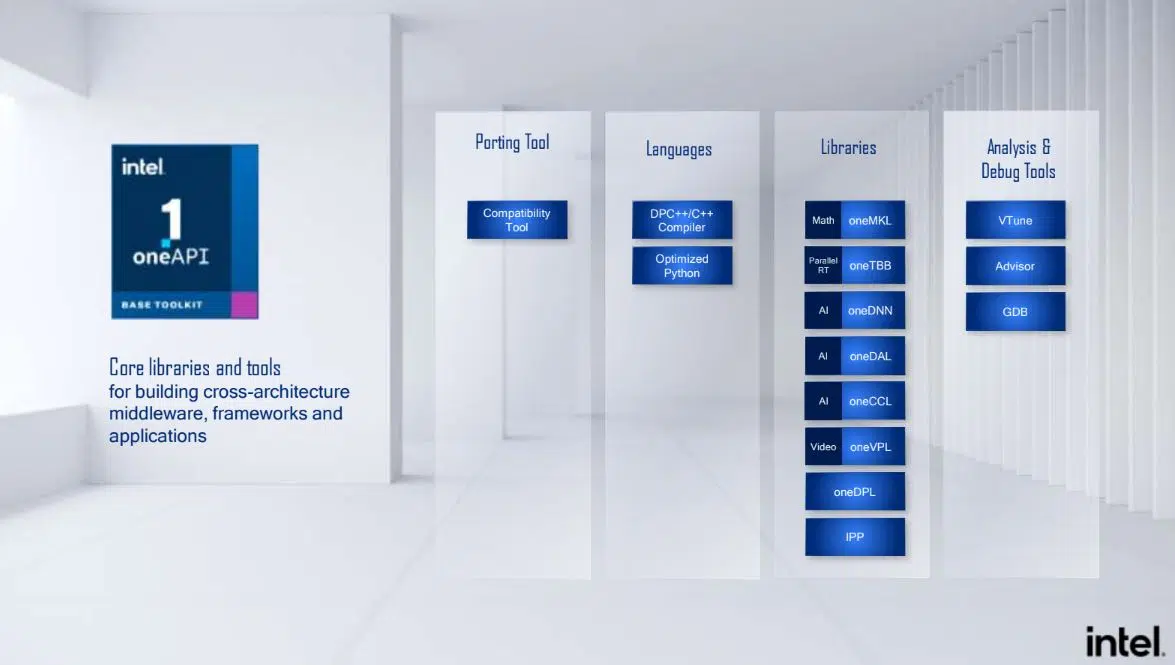 intel
1
oneAPI
BASE TOOLKIT
Core libraries and tools
for building cross-architecture
middleware, frameworks and
applications
Porting Tool
Compatibility
Tool
Languages
DPC++/C++
Compiler
Optimized
Python
Libraries
Math oneMKL
Parallel
RT
oneTBB
AI oneDNN
AI oneDAL
AI oneCCL
Video oneVPL
oneDPL
IPP
Analysis &
Debug Tools
VTune
Advisor
GDB
intel.